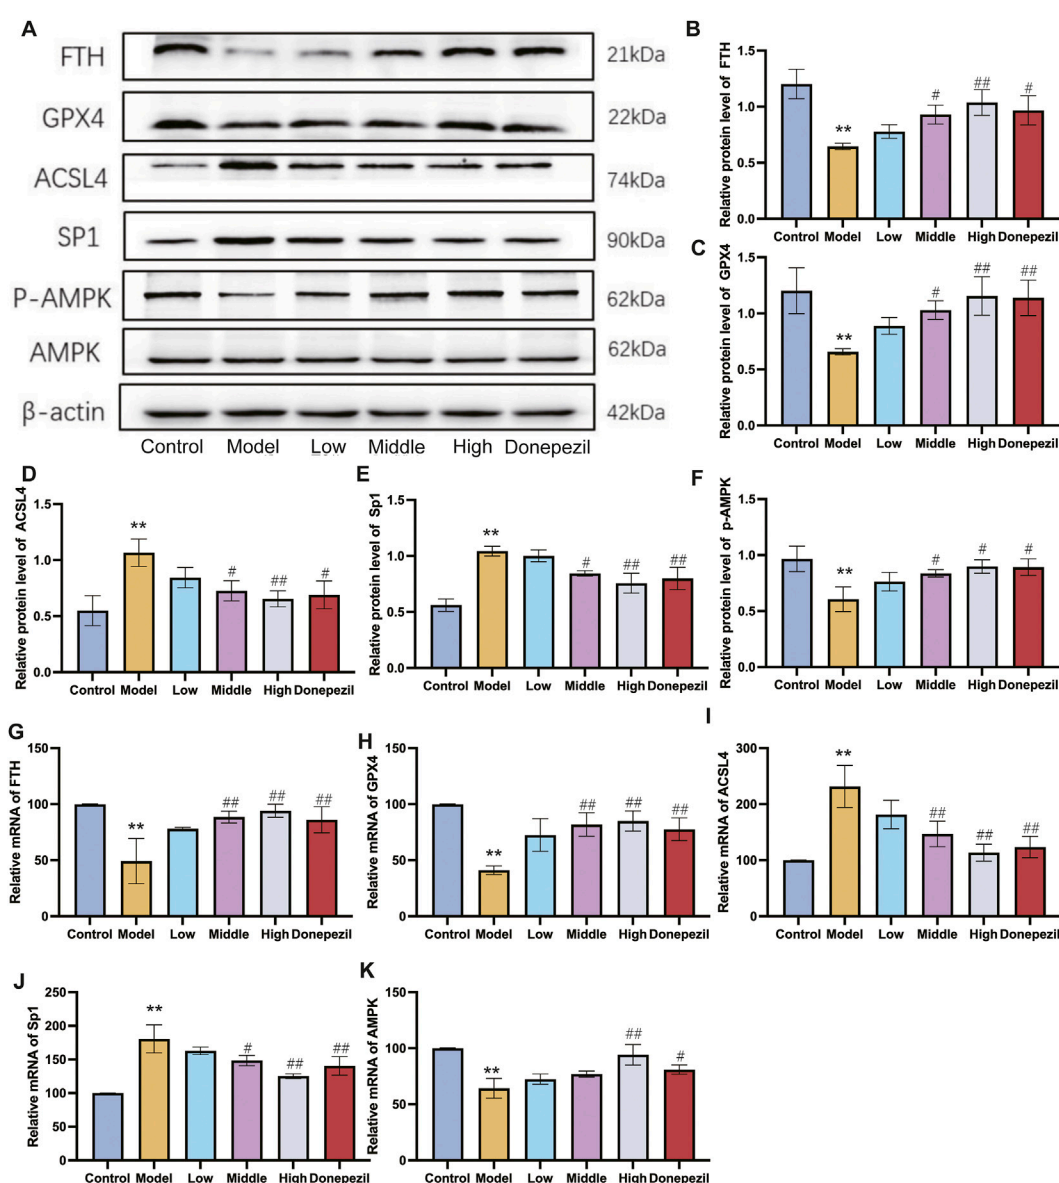 A
FTH 21kDa
GPX4 22kDa
ACSL4 74kDa
SP1 90kDa
P-AMPK 62kDa
AMPK 62kDa
β-actin 42kDa
Control Model Low Middle High Donepezil
B
Relative protein level of FTH
1.5
1.0
0.5
0.0
** # ## #
Control Model Low Middle High Donepezil
C
Relative protein level of GPX4
1.5
1.0
0.5
0.0
** # ## ##
Control Model Low Middle High Donepezil
D
Relative protein level of ACSL4
1.5
1.0
0.5
0.0
** # ## #
Control Model Low Middle High Donepezil
E
Relative protein level of Sp1
1.5
1.0
0.5
0.0
** # ## ##
Control Model Low Middle High Donepezil
F
Relative protein level of p-AMPK
1.5
1.0
0.5
0.0
** # # #
Control Model Low Middle High Donepezil
G
Relative mRNA of FTH
150
100
50
0
** ## ## ##
Control Model Low Middle High Donepezil
H
Relative mRNA of GPX4
150
100
50
0
** ## ## ##
Control Model Low Middle High Donepezil
I
Relative mRNA of ACSL4
300
200
100
0
** ## ## ##
Control Model Low Middle High Donepezil
J
Relative mRNA of Sp1
250
200
150
100
50
0
** # ## ##
Control Model Low Middle High Donepezil
K
Relative mRNA of AMPK
150
100
50
0
** ## #
Control Model Low Middle High Donepezil